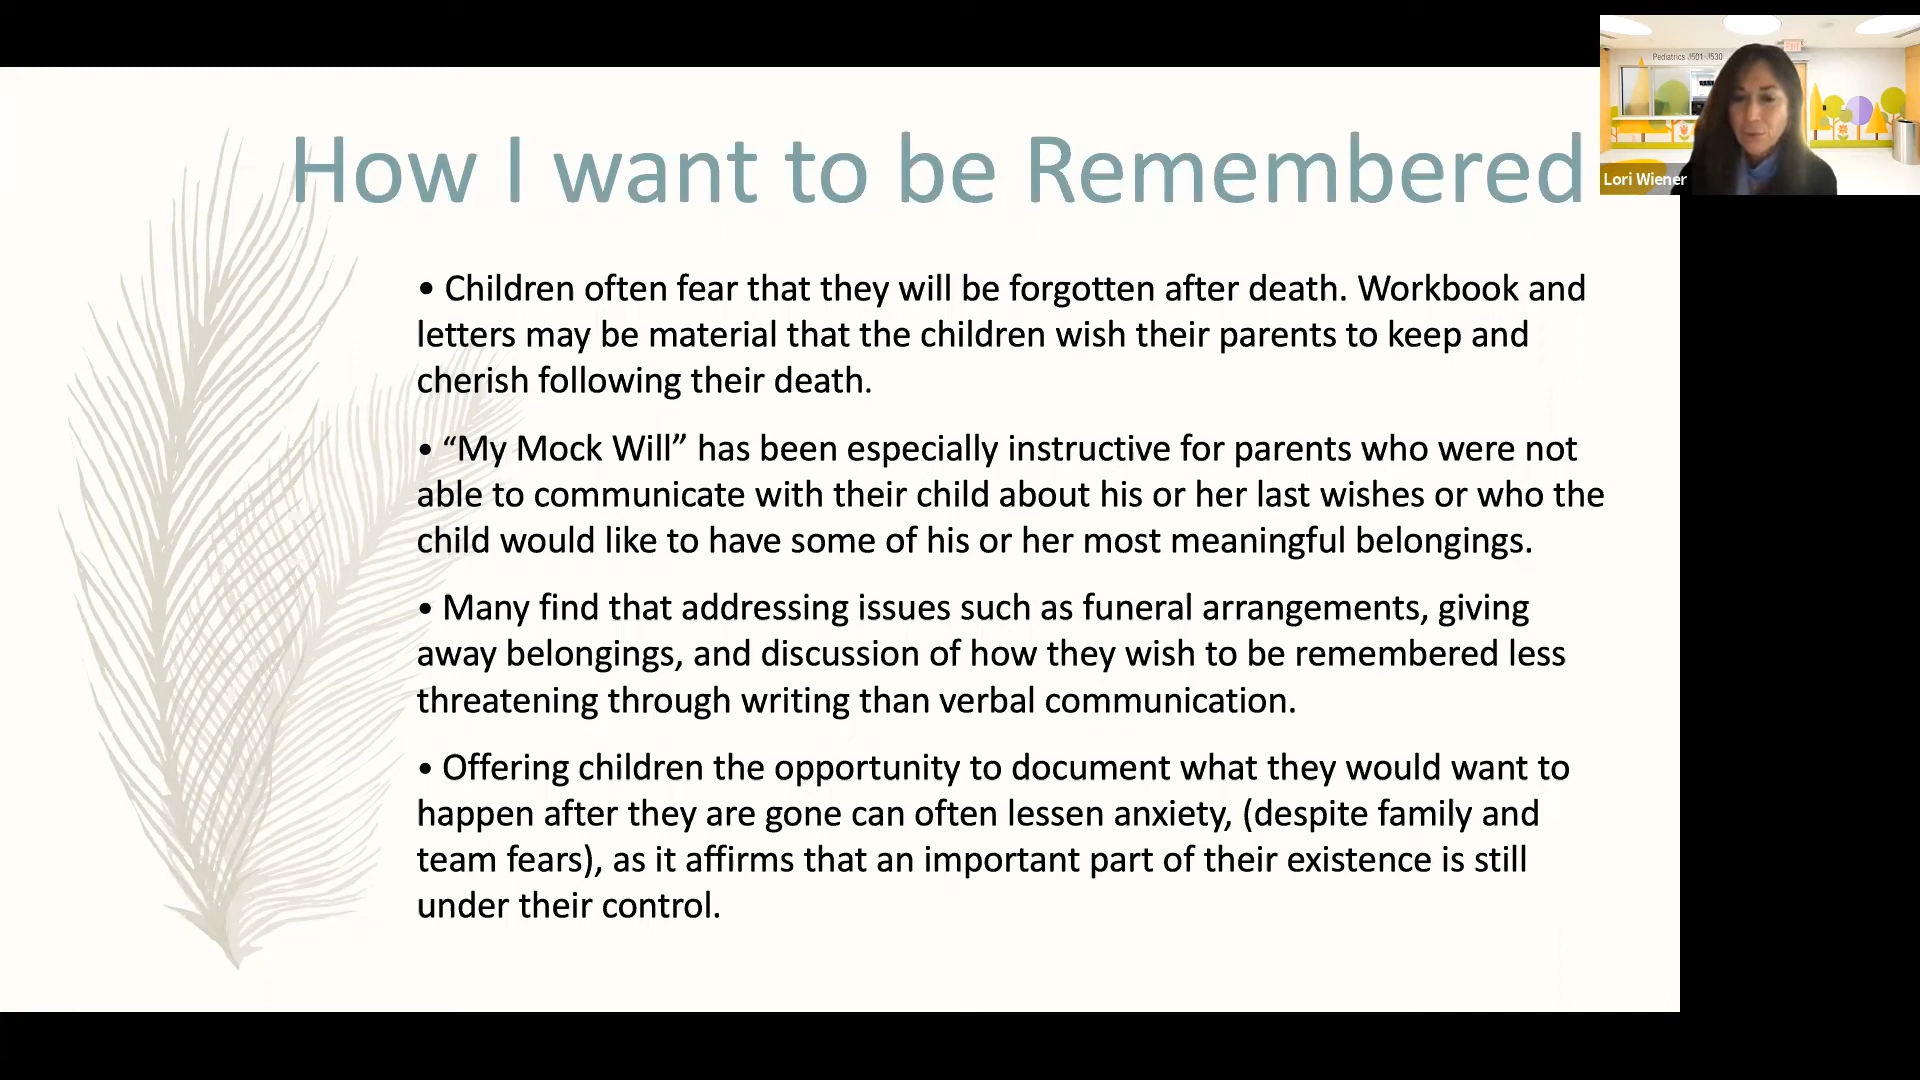 How I want to be Remembered
• Children often fear that they will be forgotten after death. Workbook and
letters may be material that the children wish their parents to keep and
cherish following their death.
• “My Mock Will” has been especially instructive for parents who were not
able to communicate with their child about his or her last wishes or who the
child would like to have some of his or her most meaningful belongings.
• Many find that addressing issues such as funeral arrangements, giving
away belongings, and discussion of how they wish to be remembered less
threatening through writing than verbal communication.
• Offering children the opportunity to document what they would want to
happen after they are gone can often lessen anxiety, (despite family and
team fears), as it affirms that an important part of their existence is still
under their control.
Pediatrics J501-J530
EXIT
Lori Wiener